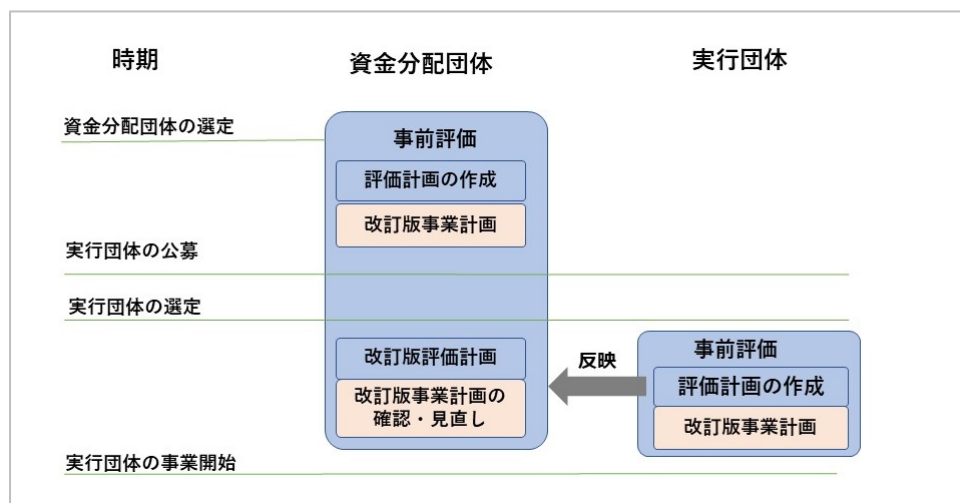 時期
資金分配団体
実行団体
資金分配団体の選定
事前評価
評価計画の作成
改訂版事業計画
実行団体の公募
実行団体の選定
改訂版評価計画
改訂版事業計画の
確認・見直し
反映
事前評価
評価計画の作成
改訂版事業計画
実行団体の事業開始